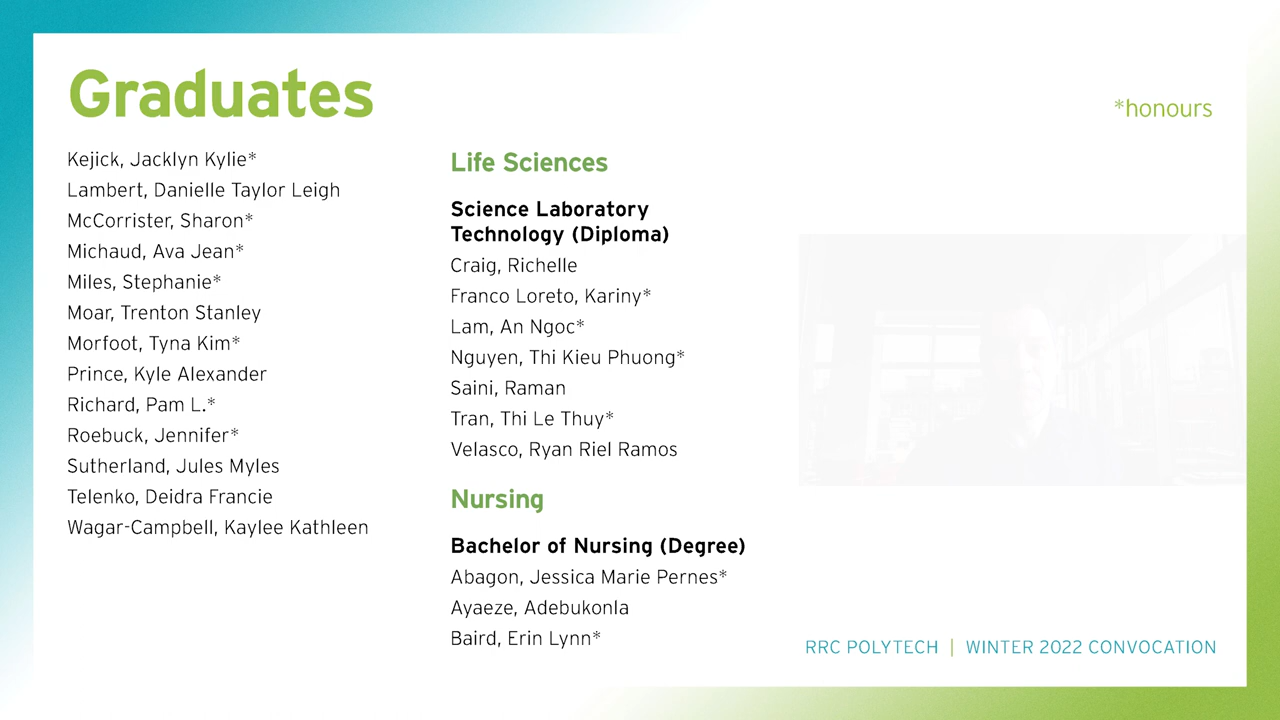 Graduates
*honours
Kejick, Jacklyn Kylie*
Lambert, Danielle Taylor Leigh
McCorrister, Sharon*
Michaud, Ava Jean*
Miles, Stephanie*
Moar, Trenton Stanley
Morfoot, Tyna Kim*
Prince, Kyle Alexander
Richard, Pam L.*
Roebuck, Jennifer*
Sutherland, Jules Myles
Telenko, Deidra Francie
Wagar-Campbell, Kaylee Kathleen
Life Sciences
Science Laboratory
Technology (Diploma)
Craig, Richelle
Franco Loreto, Kariny*
Lam, An Ngoc*
Nguyen, Thi Kieu Phuong*
Saini, Raman
Tran, Thi Le Thuy*
Velasco, Ryan Riel Ramos
Nursing
Bachelor of Nursing (Degree)
Abagon, Jessica Marie Pernes*
Ayaeze, Adebukonla
Baird, Erin Lynn*
RRC POLYTECH | WINTER 2022 CONVOCATION